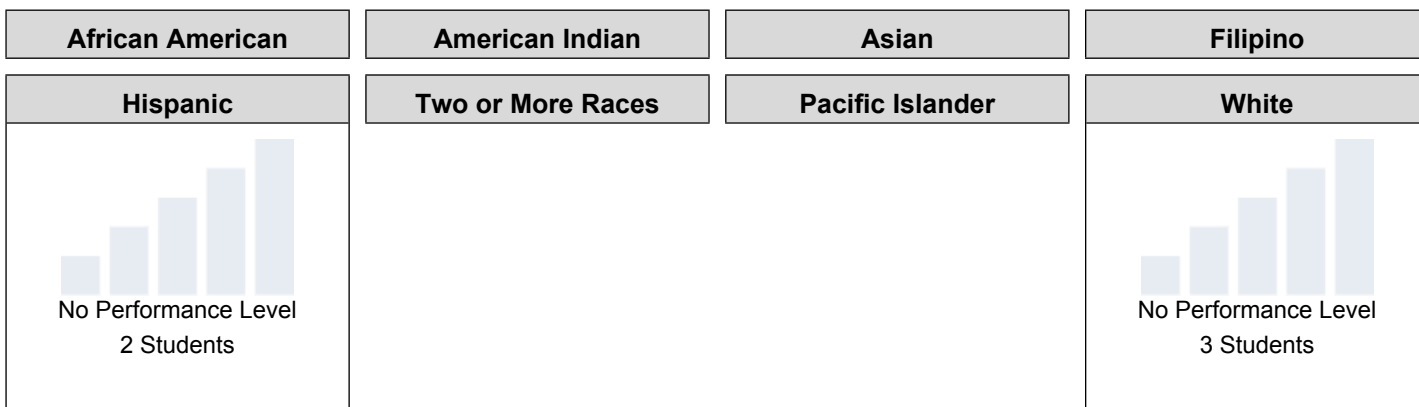 African American
American Indian
Asian
Filipino
Hispanic
Two or More Races
Pacific Islander
White
No Performance Level
2 Students
No Performance Level
3 Students